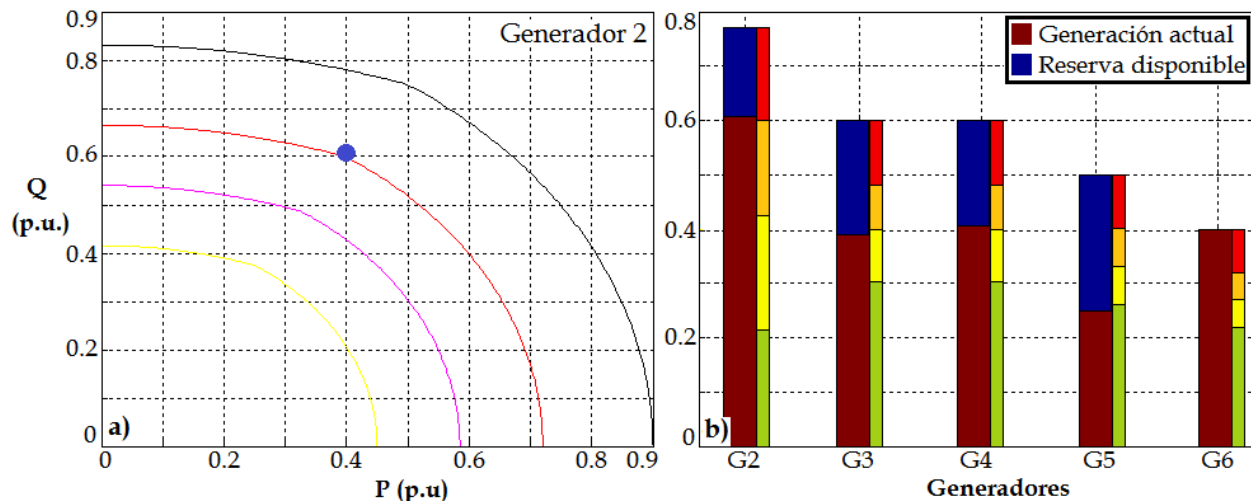 0.9
Generador 2
0.8
0.6
Q
(p.u.)
0.4
0.2
0
a)
0
0.2
0.4
0.6
0.8
0.9
P (p.u)
0.8
Generación actual
Reserva disponible
0.6
0.4
0.2
0
b)
G2
G3
G4
G5
G6
Generadores